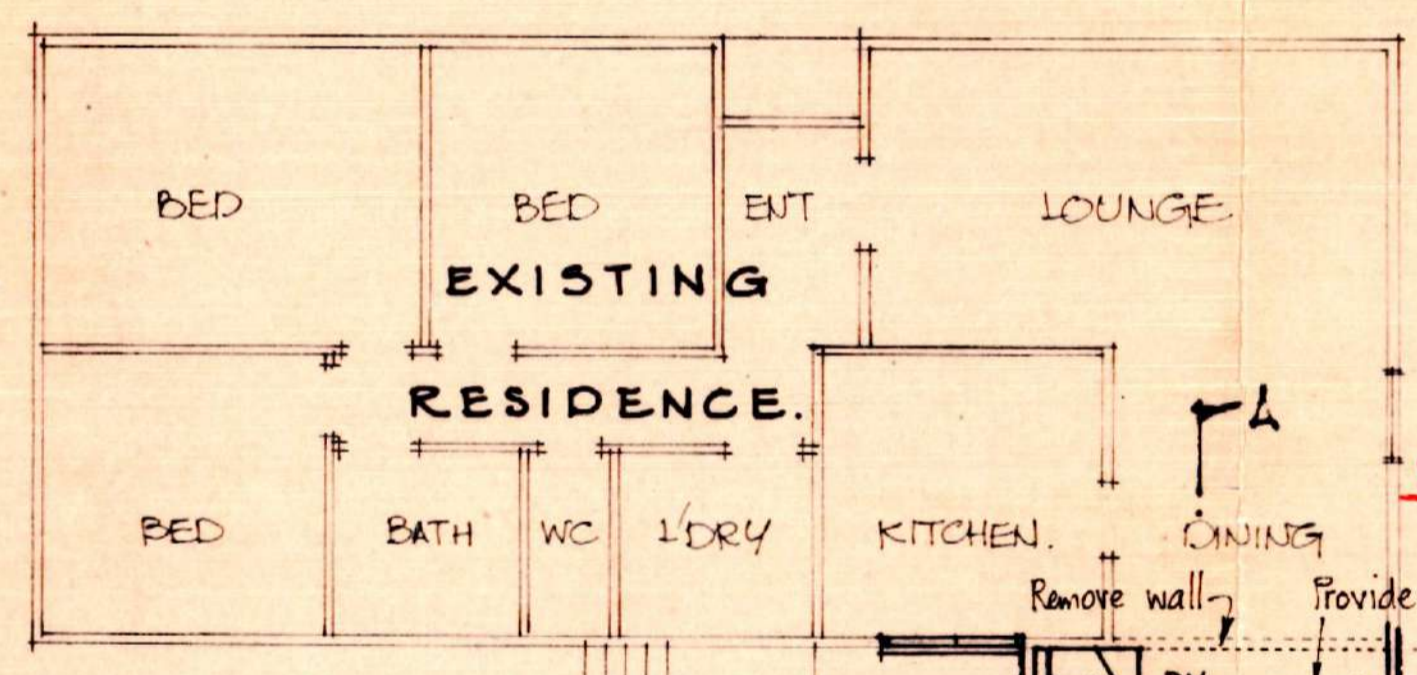 BED
BED
ENT
LOUNGE
EXISTING
RESIDENCE.
A
BED
BATH
WC
L'DRY
KITCHEN.
DINING
Remove wall
Provide